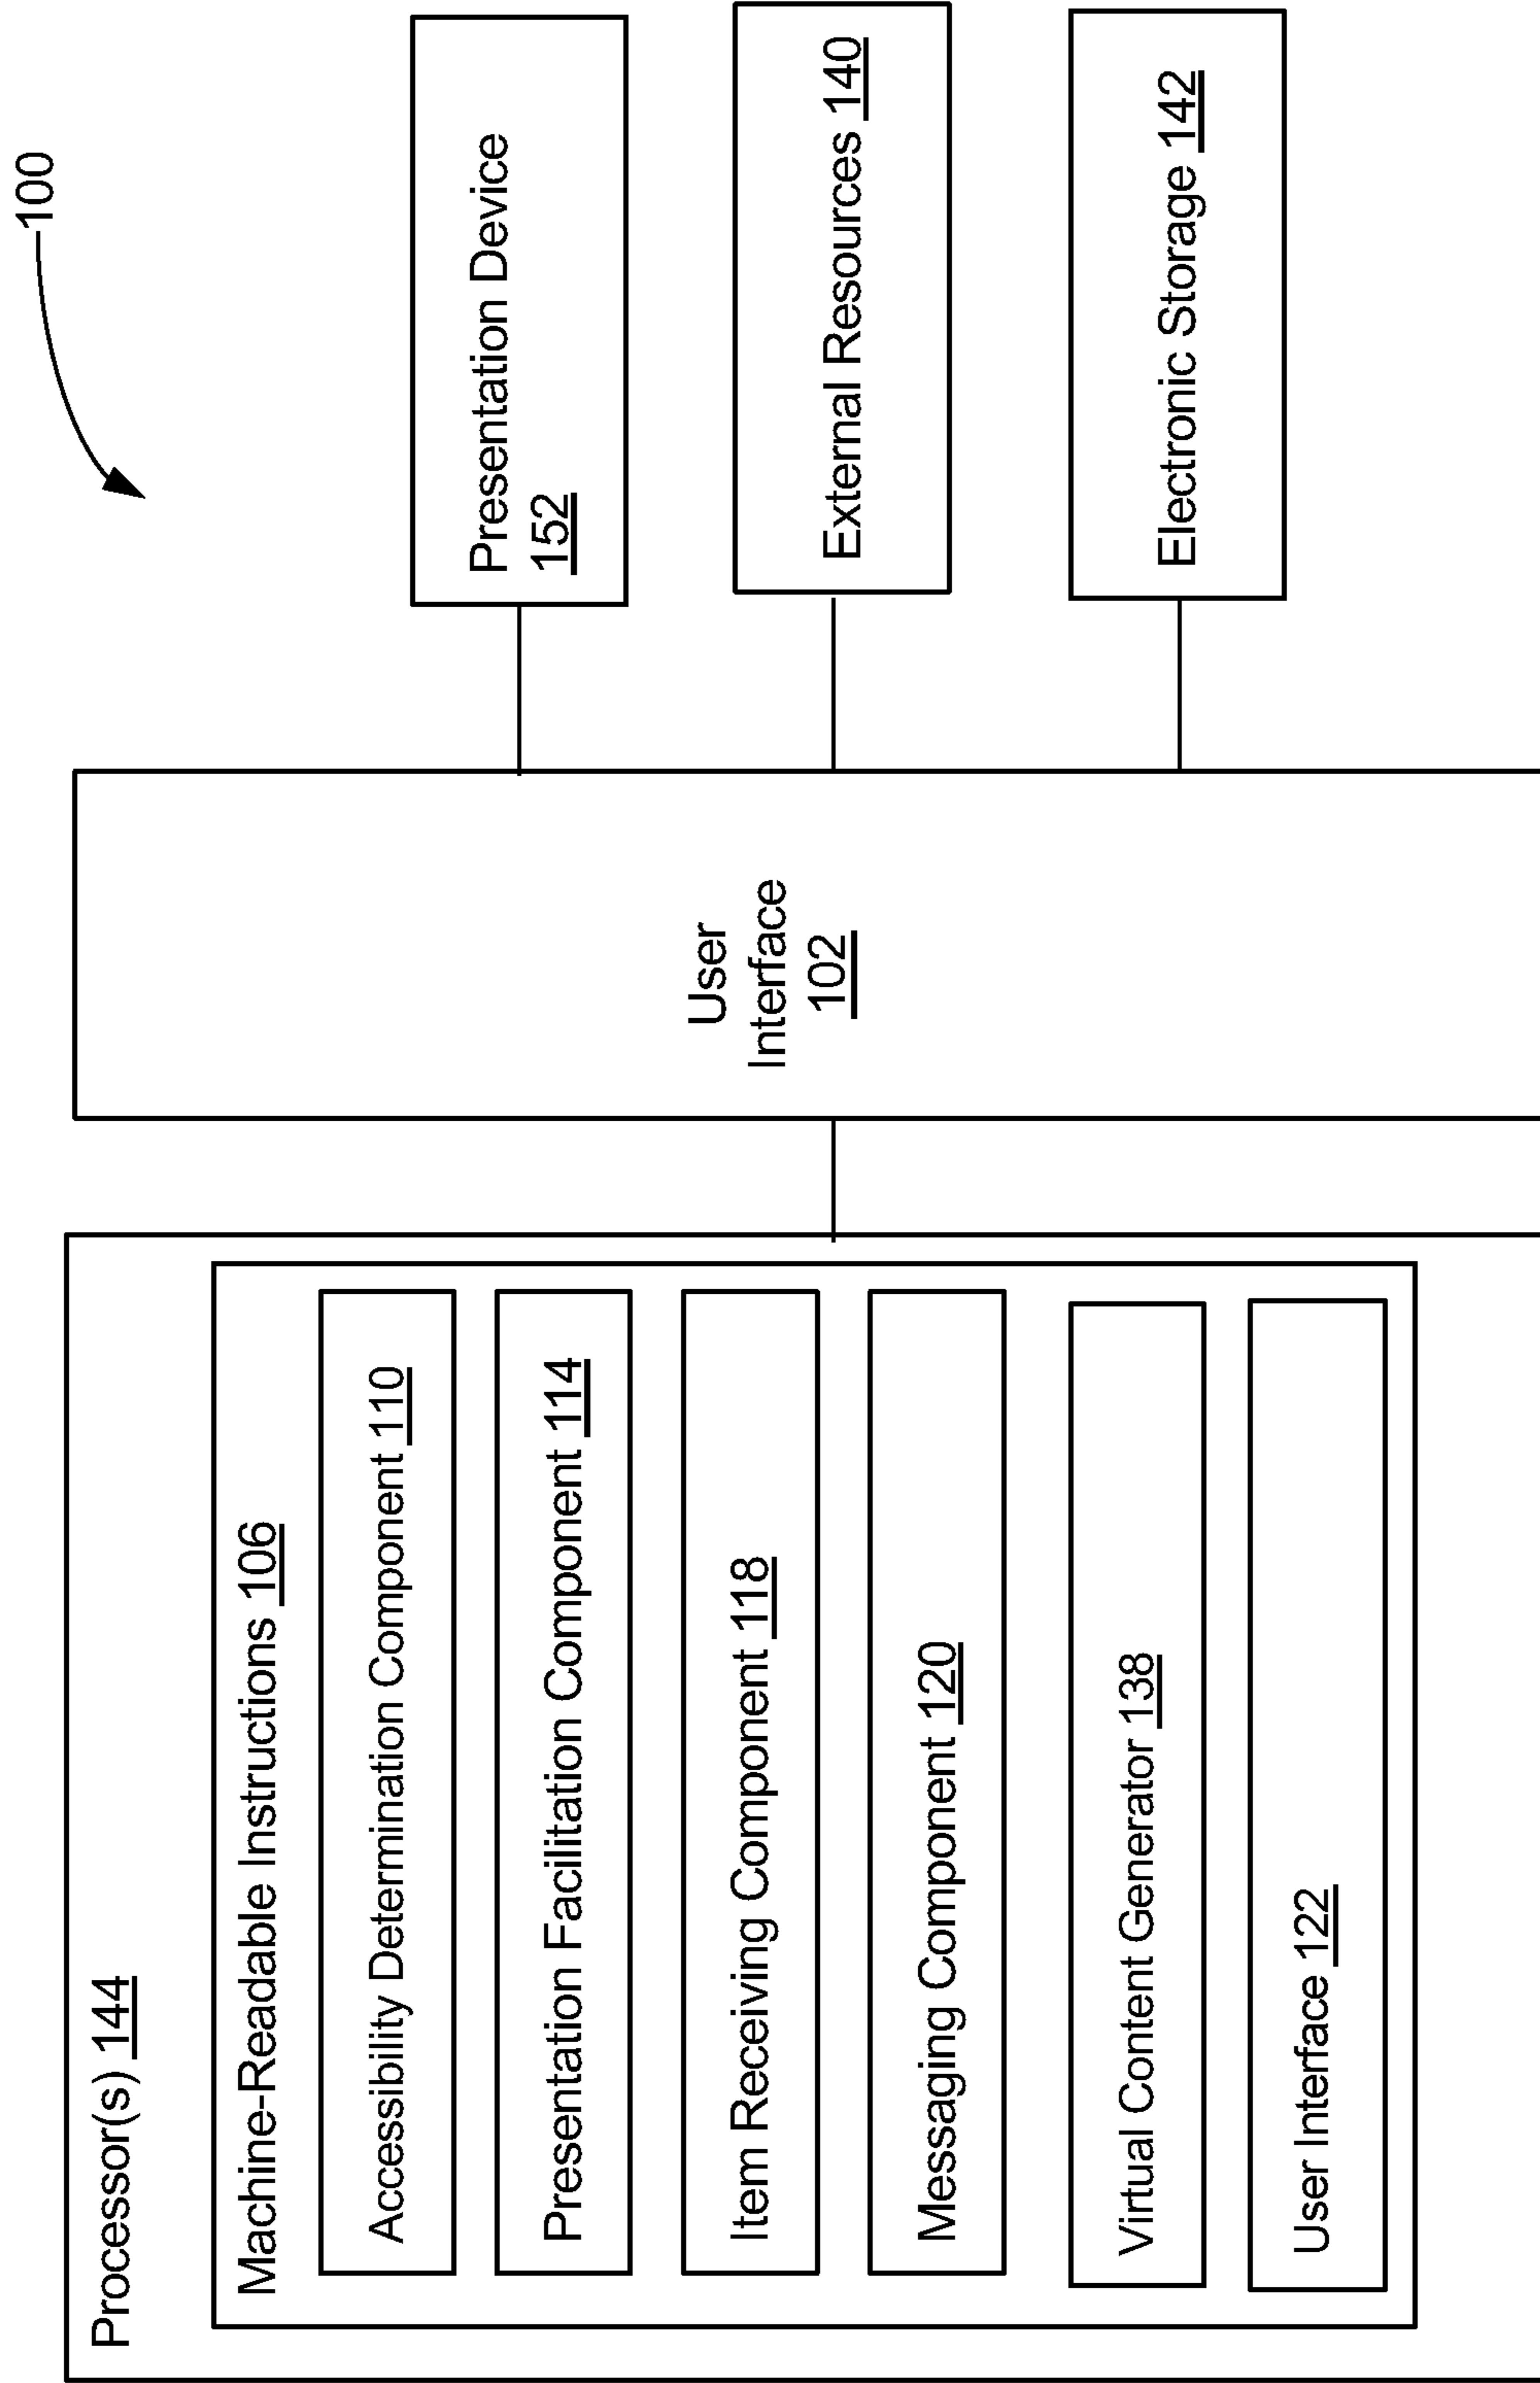 100
Processor(s) 144
Machine-Readable Instructions 106
Accessibility Determination Component 110
Presentation Facilitation Component 114
Item Receiving Component 118
Messaging Component 120
Virtual Content Generator 138
User Interface 122
User
Interface
102
Presentation Device
152
External Resources 140
Electronic Storage 142